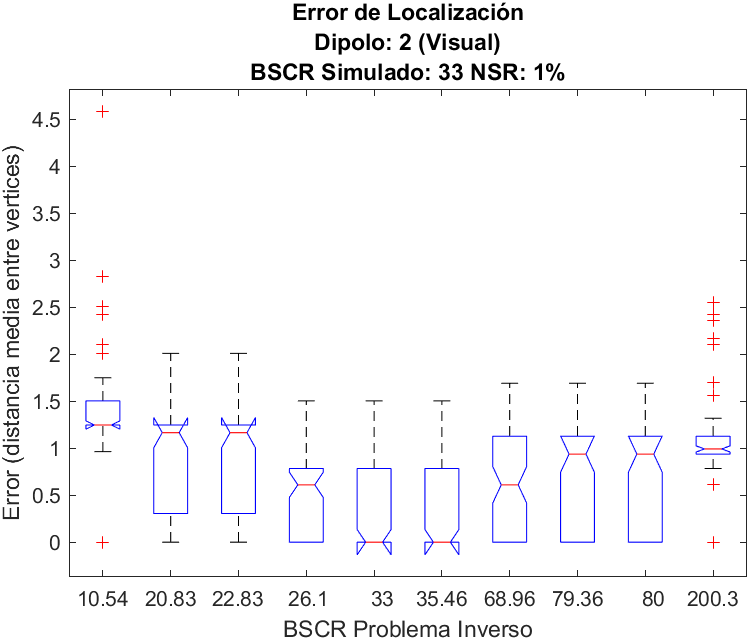 Error de Localización
Dipolo: 2 (Visual)
BSCR Simulado: 33 NSR: 1%
Error (distancia media entre vertices)
4.5
4
3.5
3
2.5
2
1.5
1
0.5
0
10.54 20.83 22.83 26.1 33 35.46 68.96 79.36 80 200.3
BSCR Problema Inverso